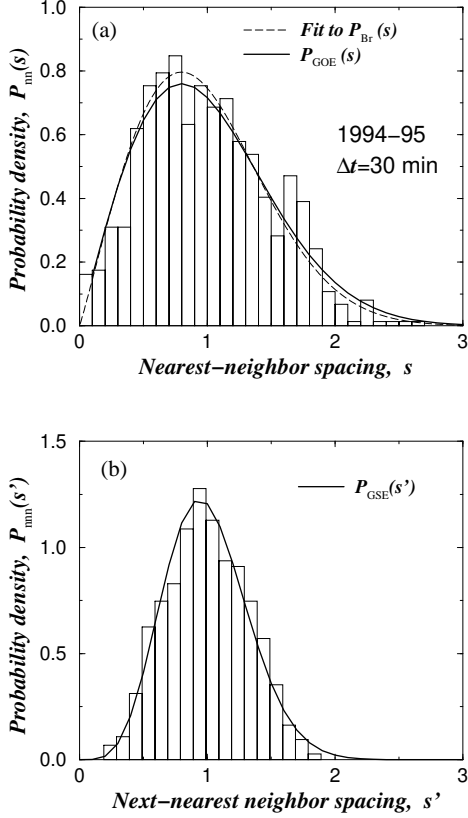 (a)
Fit to P_Br(s)
P_GOE(s)
1994−95
Δt=30 min
Probability density, P_nn(s)
1.0
0.8
0.6
0.4
0.2
0.0
0 1 2 3
Nearest−neighbor spacing, s
(b)
P_GSE(s’)
Probability density, P_nnn(s’)
1.5
1.0
0.5
0.0
0 1 2 3
Next−nearest neighbor spacing, s’